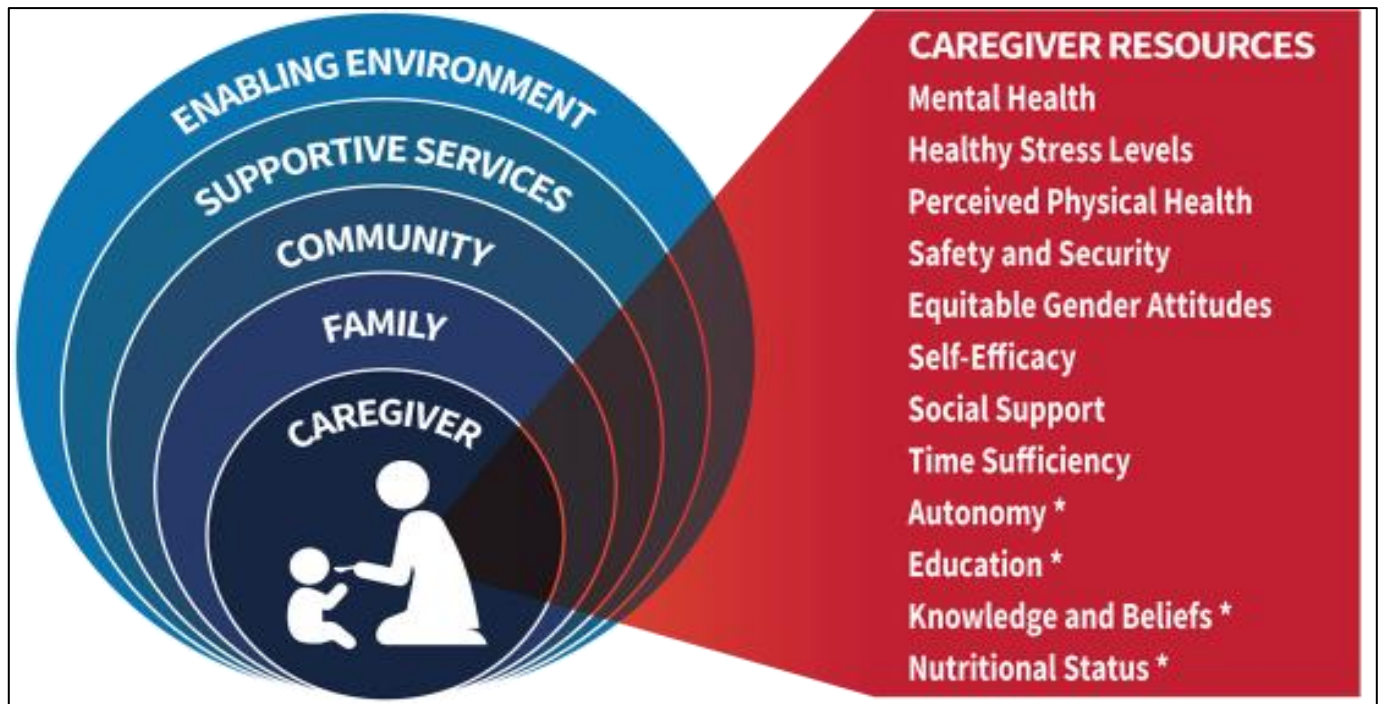 ENABLING ENVIRONMENT
SUPPORTIVE SERVICES
COMMUNITY
FAMILY
CAREGIVER
CAREGIVER RESOURCES
Mental Health
Healthy Stress Levels
Perceived Physical Health
Safety and Security
Equitable Gender Attitudes
Self-Efficacy
Social Support
Time Sufficiency
Autonomy *
Education *
Knowledge and Beliefs *
Nutritional Status *